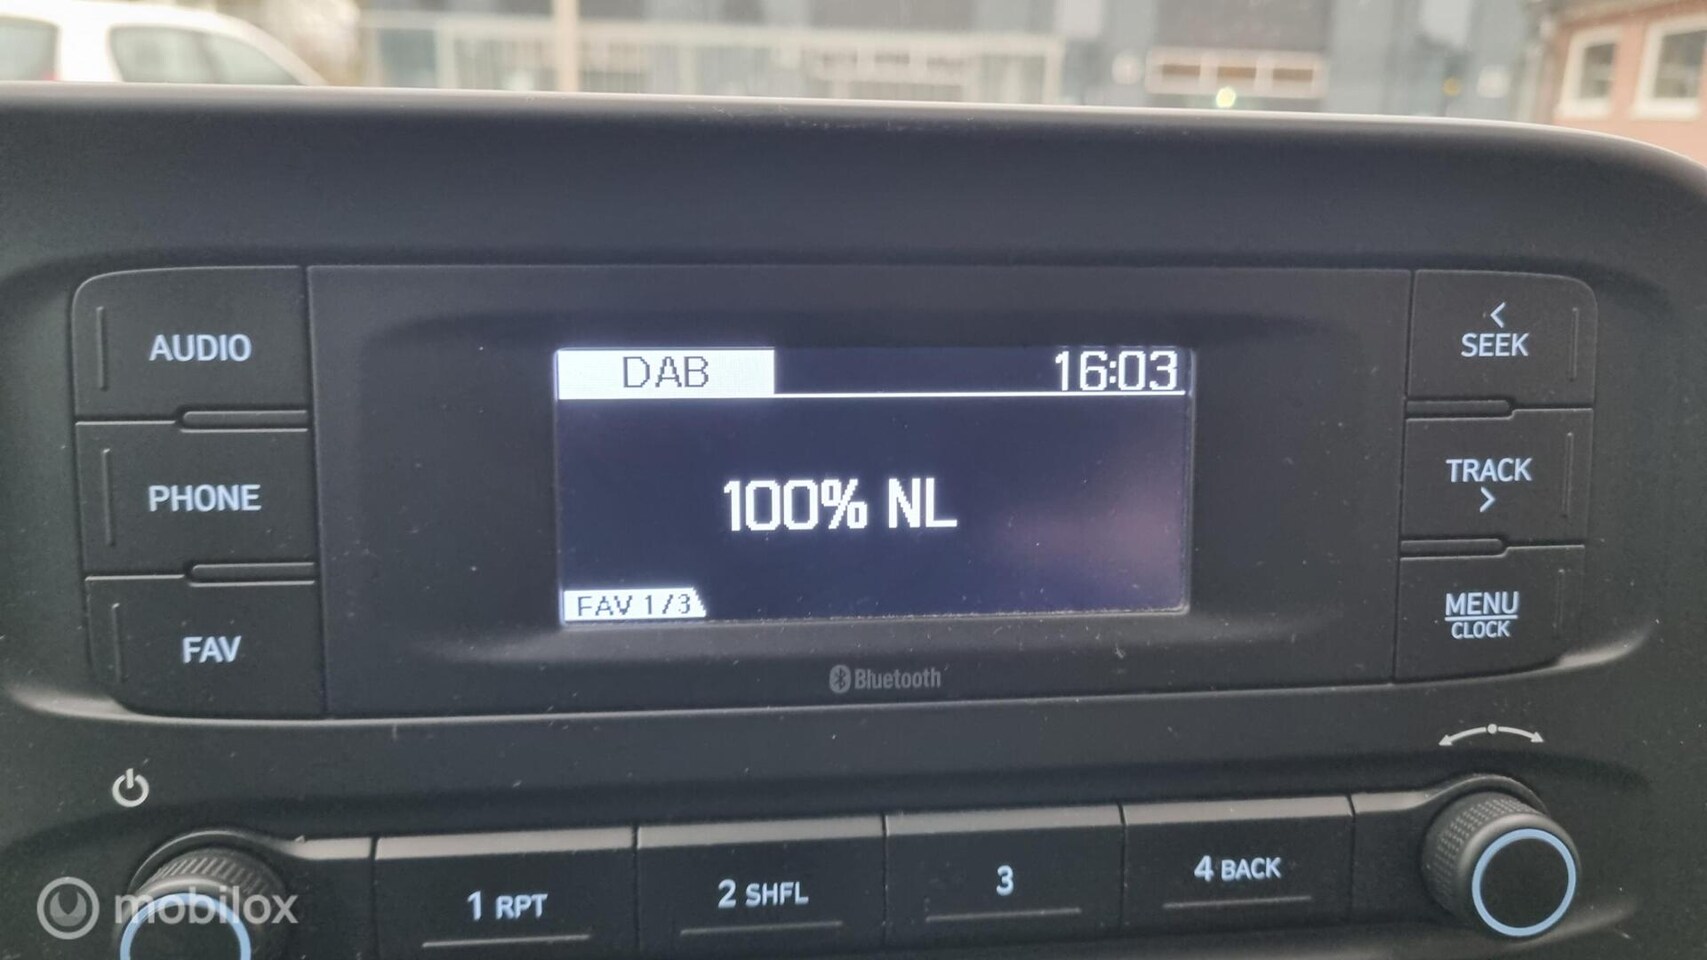 AUDIO
PHONE
FAV
DAB 16:03
100% NL
FAV 1/3
Bluetooth
SEEK
TRACK
MENU
CLOCK
1 RPT
2 SHFL
3
4 BACK
mobilox